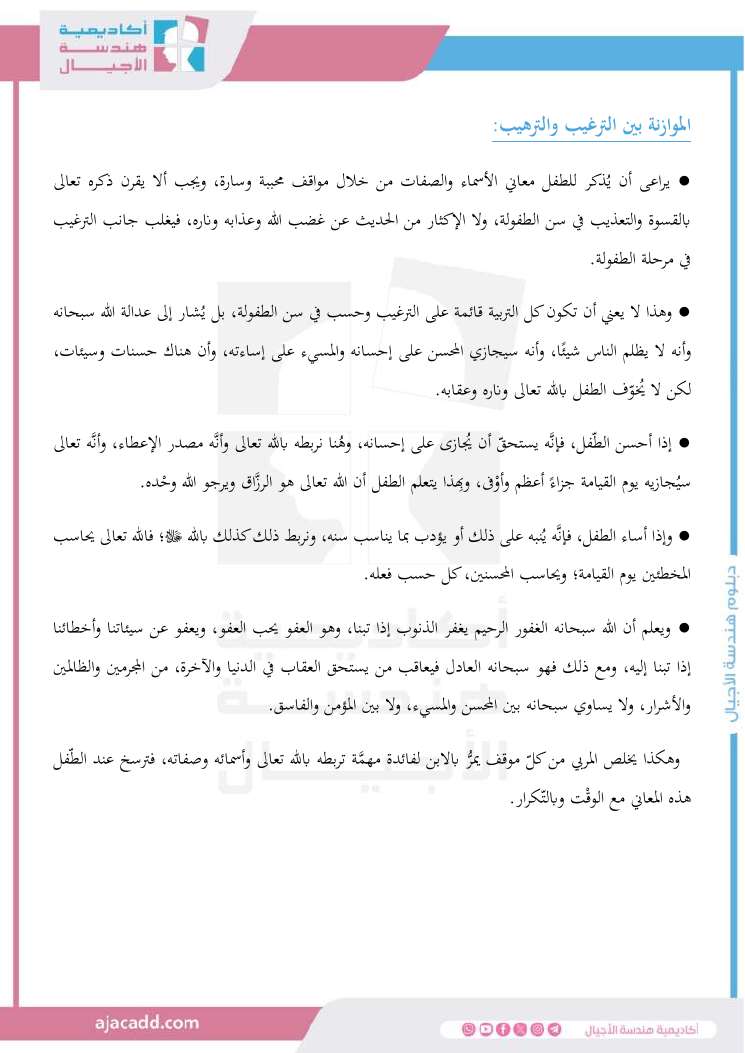 أكاديمية
هندسة
الأجيال
الموازنة بين الترغيب والترهيب:
● يراعى أن يُذكر للطفل معاني الأسماء والصفات من خلال مواقف محببة وسارة، ويجب ألا يقرن ذكره تعالى
بالقسوة والتعذيب في سن الطفولة، ولا الإكثار من الحديث عن غضب الله وعذابه وناره، فيغلب جانب الترغيب
في مرحلة الطفولة.
● وهذا لا يعني أن تكون كل التربية قائمة على الترغيب وحسب في سن الطفولة، بل يُشار إلى عدالة الله سبحانه
وأنه لا يظلم الناس شيئًا، وأنه سيجازي المحسن على إحسانه والمسيء على إساءته، وأن هناك حسنات وسيئات،
لكن لا يُخوّف الطفل بالله تعالى وناره وعقابه.
● إذا أحسن الطّفل، فإنَّه يستحقّ أن يُجازى على إحسانه، وهُنا نربطه بالله تعالى وأنَّه مصدر الإعطاء، وأنَّه تعالى
سيُجازيه يوم القيامة جزاءً أعظم وأوْفى، وبهذا يتعلم الطفل أن الله تعالى هو الرزَّاق ويرجو الله وحْده.
● وإذا أساء الطفل، فإنَّه يُنبه على ذلك أو يؤدب بما يناسب سنه، ونربط ذلك كذلك بالله ﷻ؛ فالله تعالى يحاسب
المخطئين يوم القيامة؛ ويحاسب المحسنين، كل حسب فعله.
● ويعلم أن الله سبحانه الغفور الرحيم يغفر الذنوب إذا تبنا، وهو العفو يحب العفو، ويعفو عن سيئاتنا وأخطائنا
إذا تبنا إليه، ومع ذلك فهو سبحانه العادل فيعاقب من يستحق العقاب في الدنيا والآخرة، من المجرمين والظالمين
والأشرار، ولا يساوي سبحانه بين المحسن والمسيء، ولا بين المؤمن والفاسق.
وهكذا يخلص المربي من كلّ موقف يمرُّ بالابن لفائدة مهمَّة تربطه بالله تعالى وأسمائه وصفاته، فترسخ عند الطّفل
هذه المعاني مع الوقْت وبالتّكرار.
دبلوم هندسة الأجيال
أكاديمية
هندسة
الأجيال
ajacadd.com
أكاديمية هندسة الأجيال